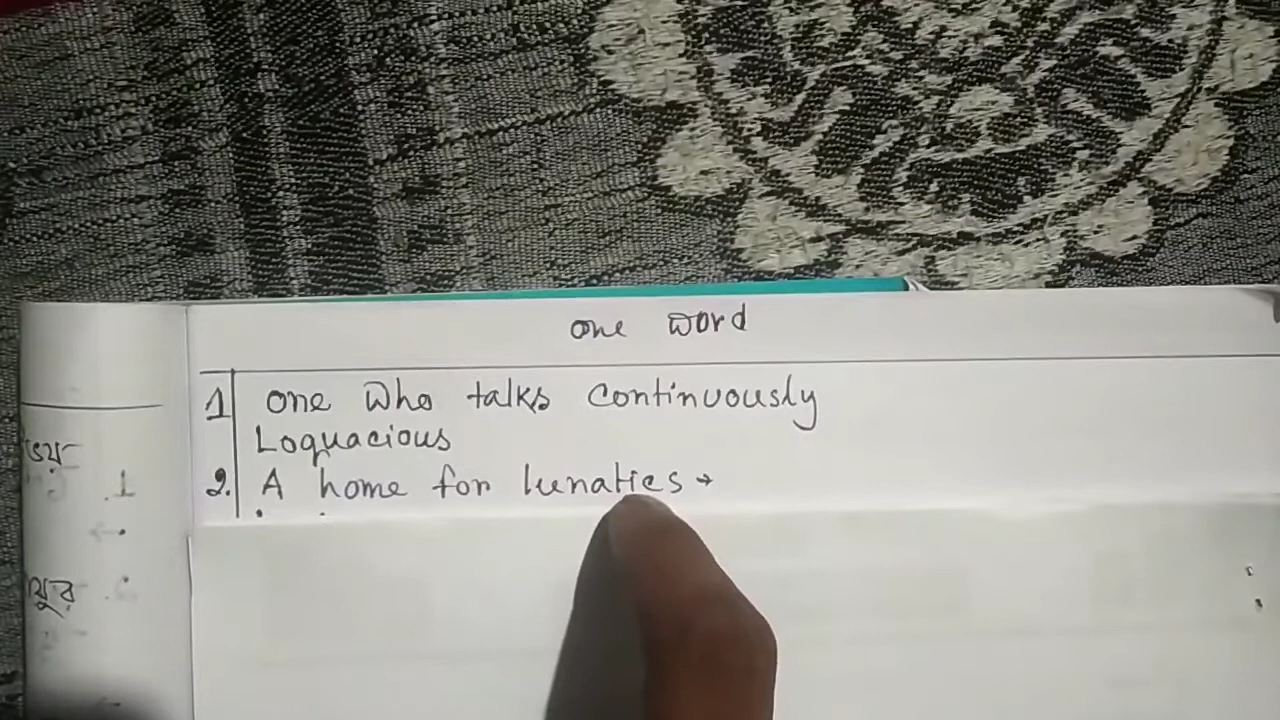 one word
1 one who talks continuously
Loquacious
2. A home for lunatics →